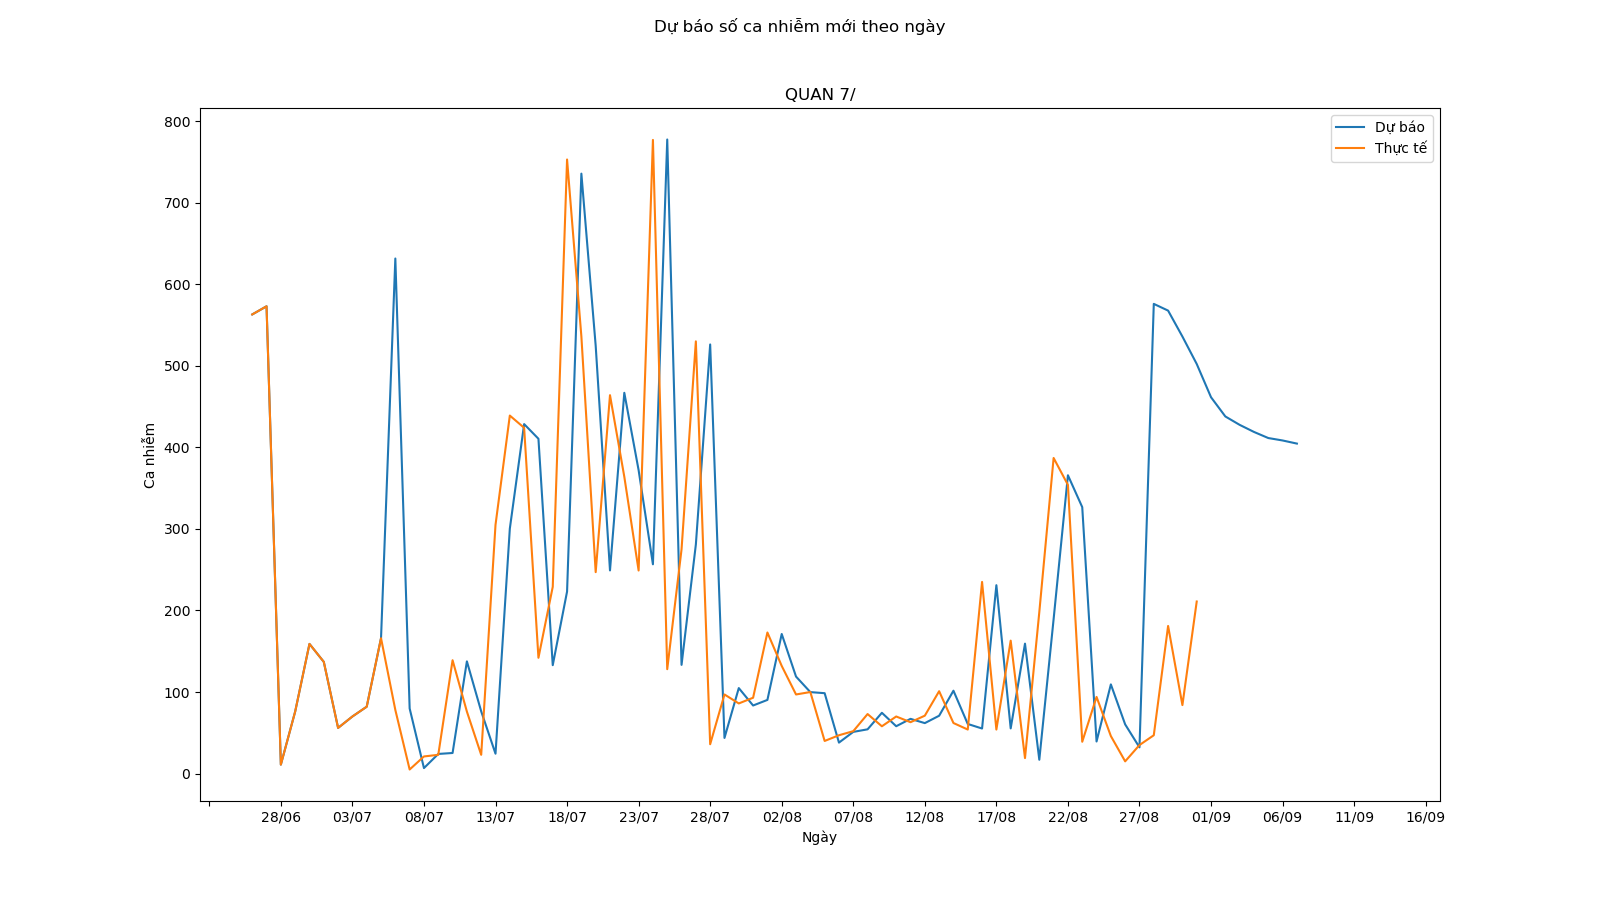 Dự báo số ca nhiễm mới theo ngày
QUAN 7/
Dự báo
Thực tế
800
700
600
500
400
300
200
100
0
Ca nhiễm
28/06 03/07 08/07 13/07 18/07 23/07 28/07 02/08 07/08 12/08 17/08 22/08 27/08 01/09 06/09 11/09 16/09
Ngày